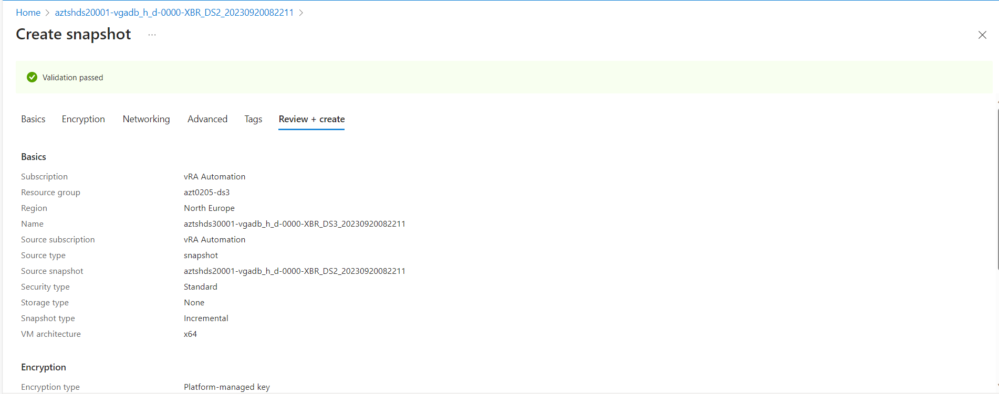 Home > aztshds20001-vgadb_h_d-0000-XBR_DS2_20230920082211 >
Create snapshot ...
Validation passed
Basics Encryption Networking Advanced Tags Review + create
Basics
Subscription vRA Automation
Resource group azt0205-ds3
Region North Europe
Name aztshds30001-vgadb_h_d-0000-XBR_DS3_20230920082211
Source subscription vRA Automation
Source type snapshot
Source snapshot aztshds20001-vgadb_h_d-0000-XBR_DS2_20230920082211
Security type Standard
Storage type None
Snapshot type Incremental
VM architecture x64
Encryption
Encryption type Platform-managed key